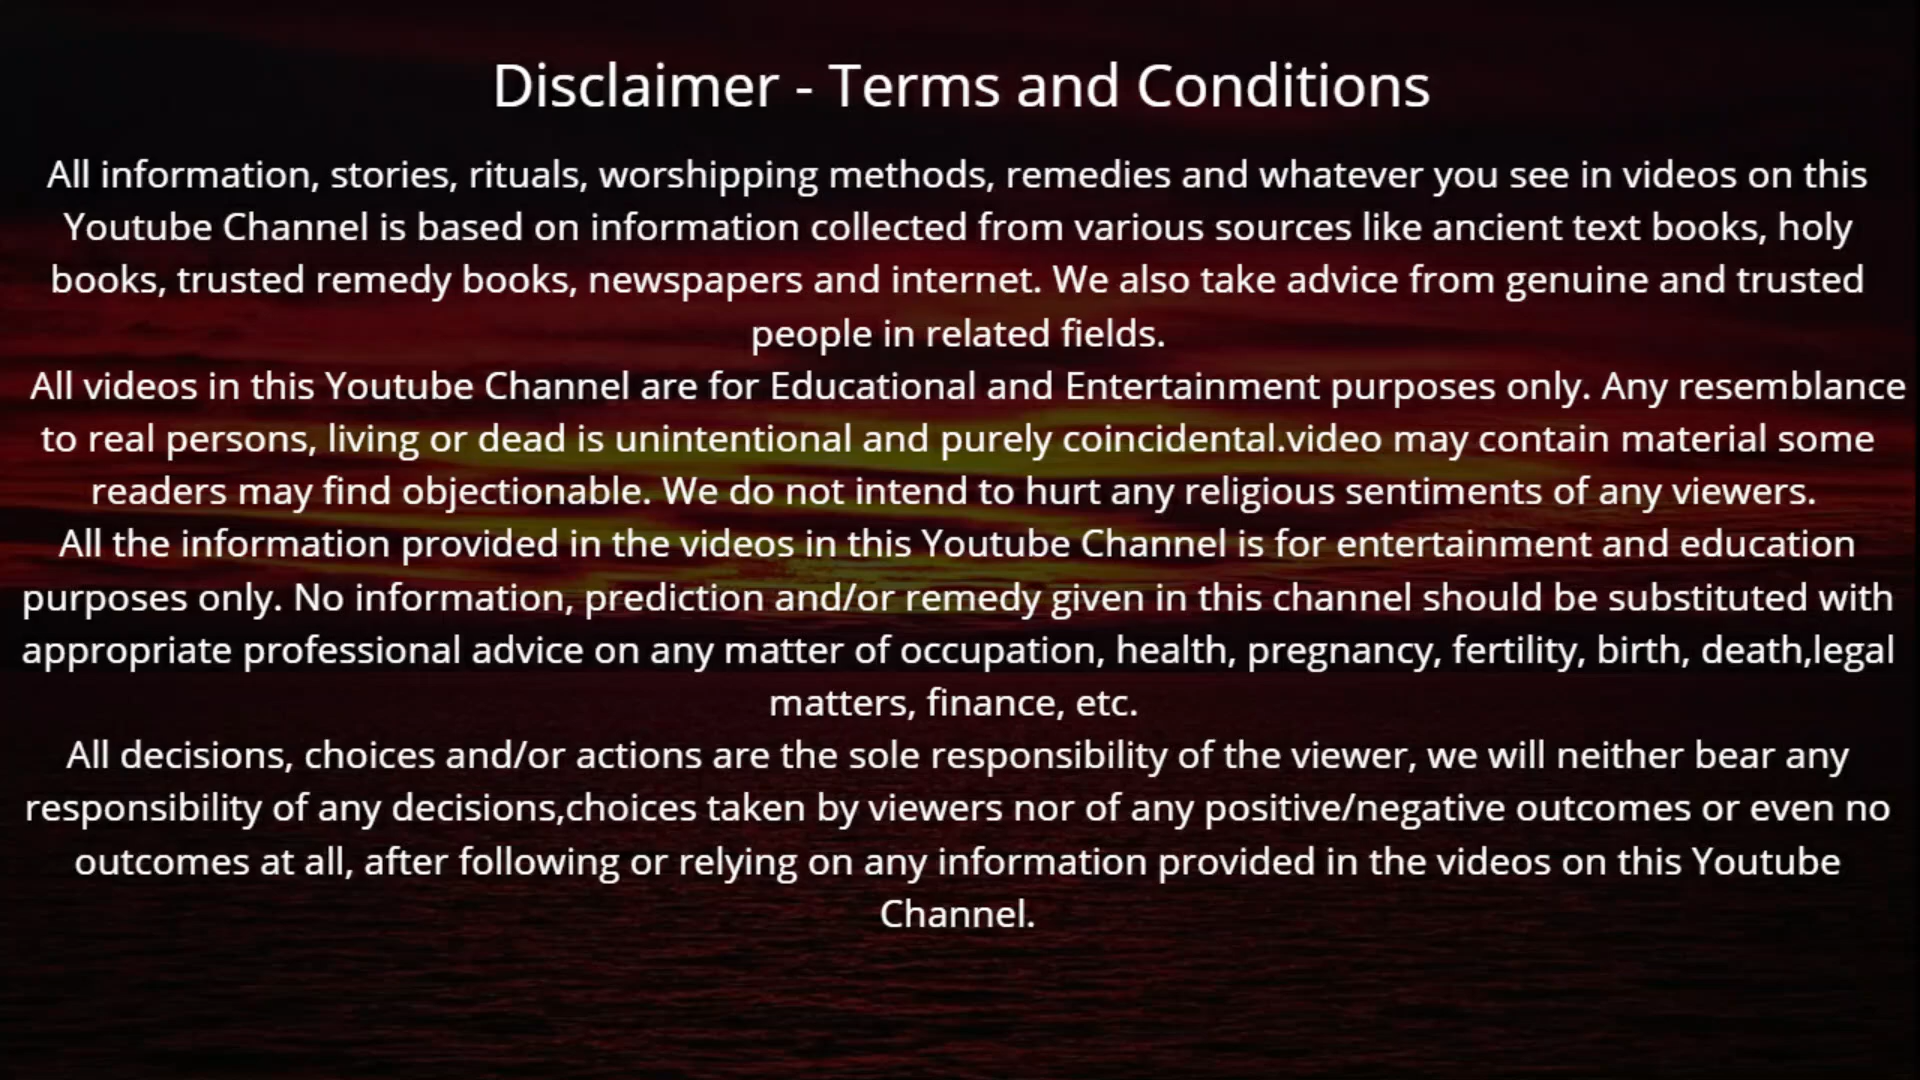 Disclaimer - Terms and Conditions
All information, stories, rituals, worshipping methods, remedies and whatever you see in videos on this
Youtube Channel is based on information collected from various sources like ancient text books, holy
books, trusted remedy books, newspapers and internet. We also take advice from genuine and trusted
people in related fields.
All videos in this Youtube Channel are for Educational and Entertainment purposes only. Any resemblance
to real persons, living or dead is unintentional and purely coincidental.video may contain material some
readers may find objectionable. We do not intend to hurt any religious sentiments of any viewers.
All the information provided in the videos in this Youtube Channel is for entertainment and education
purposes only. No information, prediction and/or remedy given in this channel should be substituted with
appropriate professional advice on any matter of occupation, health, pregnancy, fertility, birth, death,legal
matters, finance, etc.
All decisions, choices and/or actions are the sole responsibility of the viewer, we will neither bear any
responsibility of any decisions,choices taken by viewers nor of any positive/negative outcomes or even no
outcomes at all, after following or relying on any information provided in the videos on this Youtube
Channel.